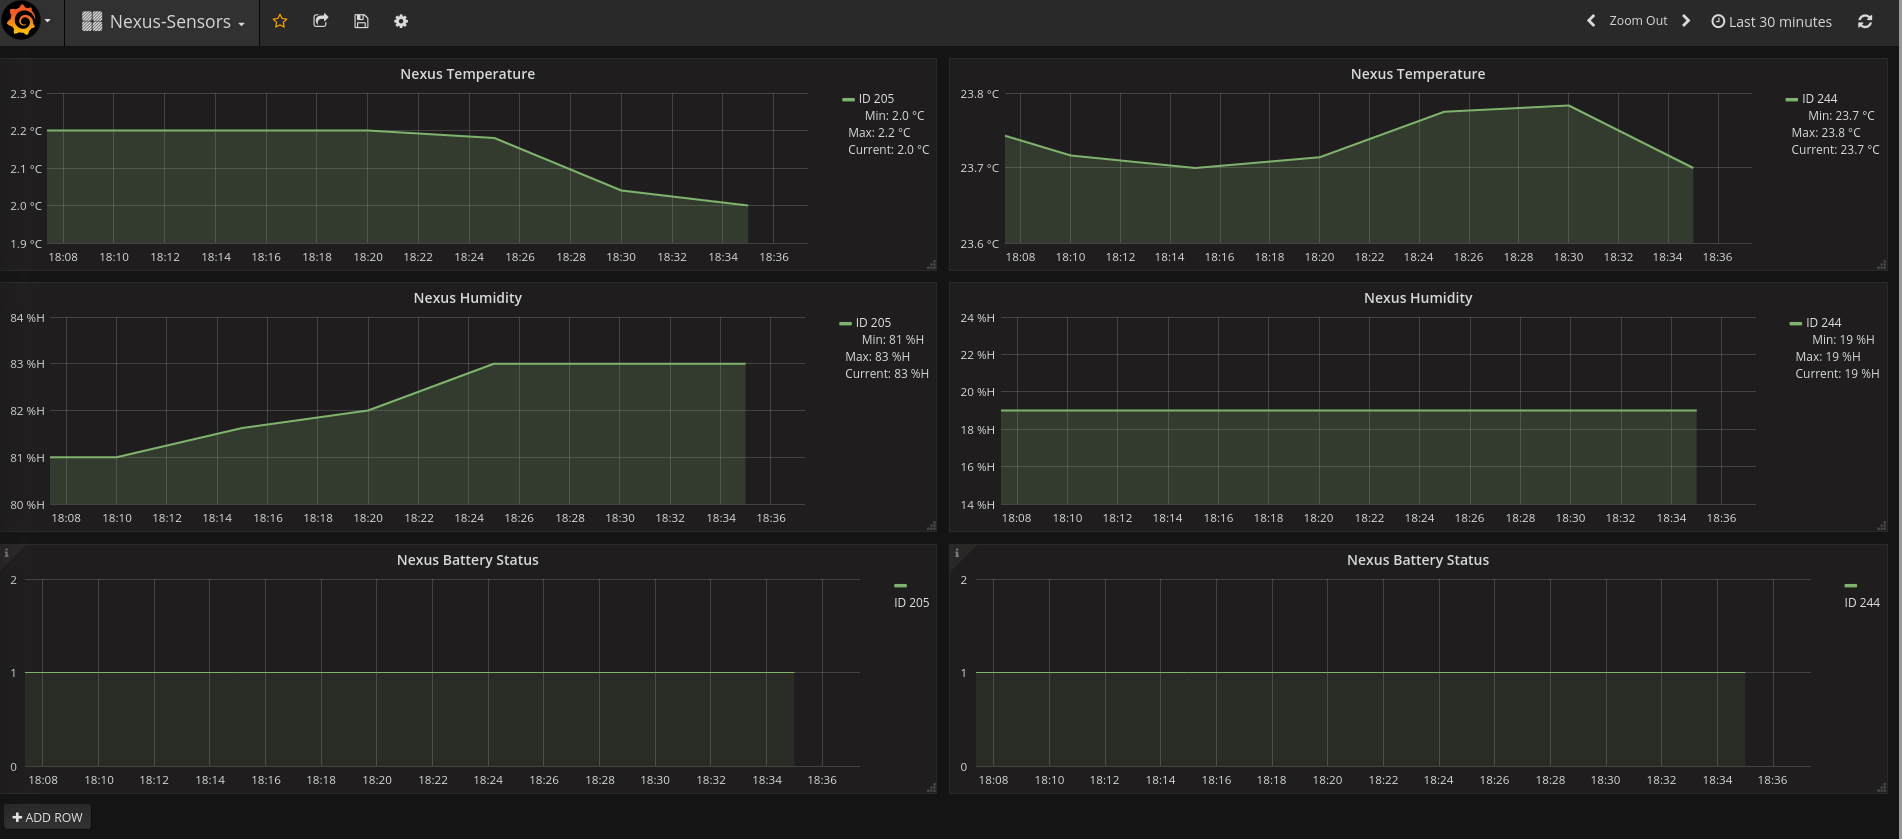 Nexus-Sensors
Zoom Out
Last 30 minutes
Nexus Temperature
2.3 °C
2.2 °C
2.1 °C
2.0 °C
1.9 °C
18:08 18:10 18:12 18:14 18:16 18:18 18:20 18:22 18:24 18:26 18:28 18:30 18:32 18:34 18:36
ID 205
Min: 2.0 °C
Max: 2.2 °C
Current: 2.0 °C
Nexus Temperature
23.8 °C
23.7 °C
23.6 °C
18:08 18:10 18:12 18:14 18:16 18:18 18:20 18:22 18:24 18:26 18:28 18:30 18:32 18:34 18:36
ID 244
Min: 23.7 °C
Max: 23.8 °C
Current: 23.7 °C
Nexus Humidity
84 %H
83 %H
82 %H
81 %H
80 %H
18:08 18:10 18:12 18:14 18:16 18:18 18:20 18:22 18:24 18:26 18:28 18:30 18:32 18:34 18:36
ID 205
Min: 81 %H
Max: 83 %H
Current: 83 %H
Nexus Humidity
24 %H
22 %H
20 %H
18 %H
16 %H
14 %H
18:08 18:10 18:12 18:14 18:16 18:18 18:20 18:22 18:24 18:26 18:28 18:30 18:32 18:34 18:36
ID 244
Min: 19 %H
Max: 19 %H
Current: 19 %H
i
Nexus Battery Status
2
1
0
18:08 18:10 18:12 18:14 18:16 18:18 18:20 18:22 18:24 18:26 18:28 18:30 18:32 18:34 18:36
ID 205
i
Nexus Battery Status
2
1
0
18:08 18:10 18:12 18:14 18:16 18:18 18:20 18:22 18:24 18:26 18:28 18:30 18:32 18:34 18:36
ID 244
+ ADD ROW